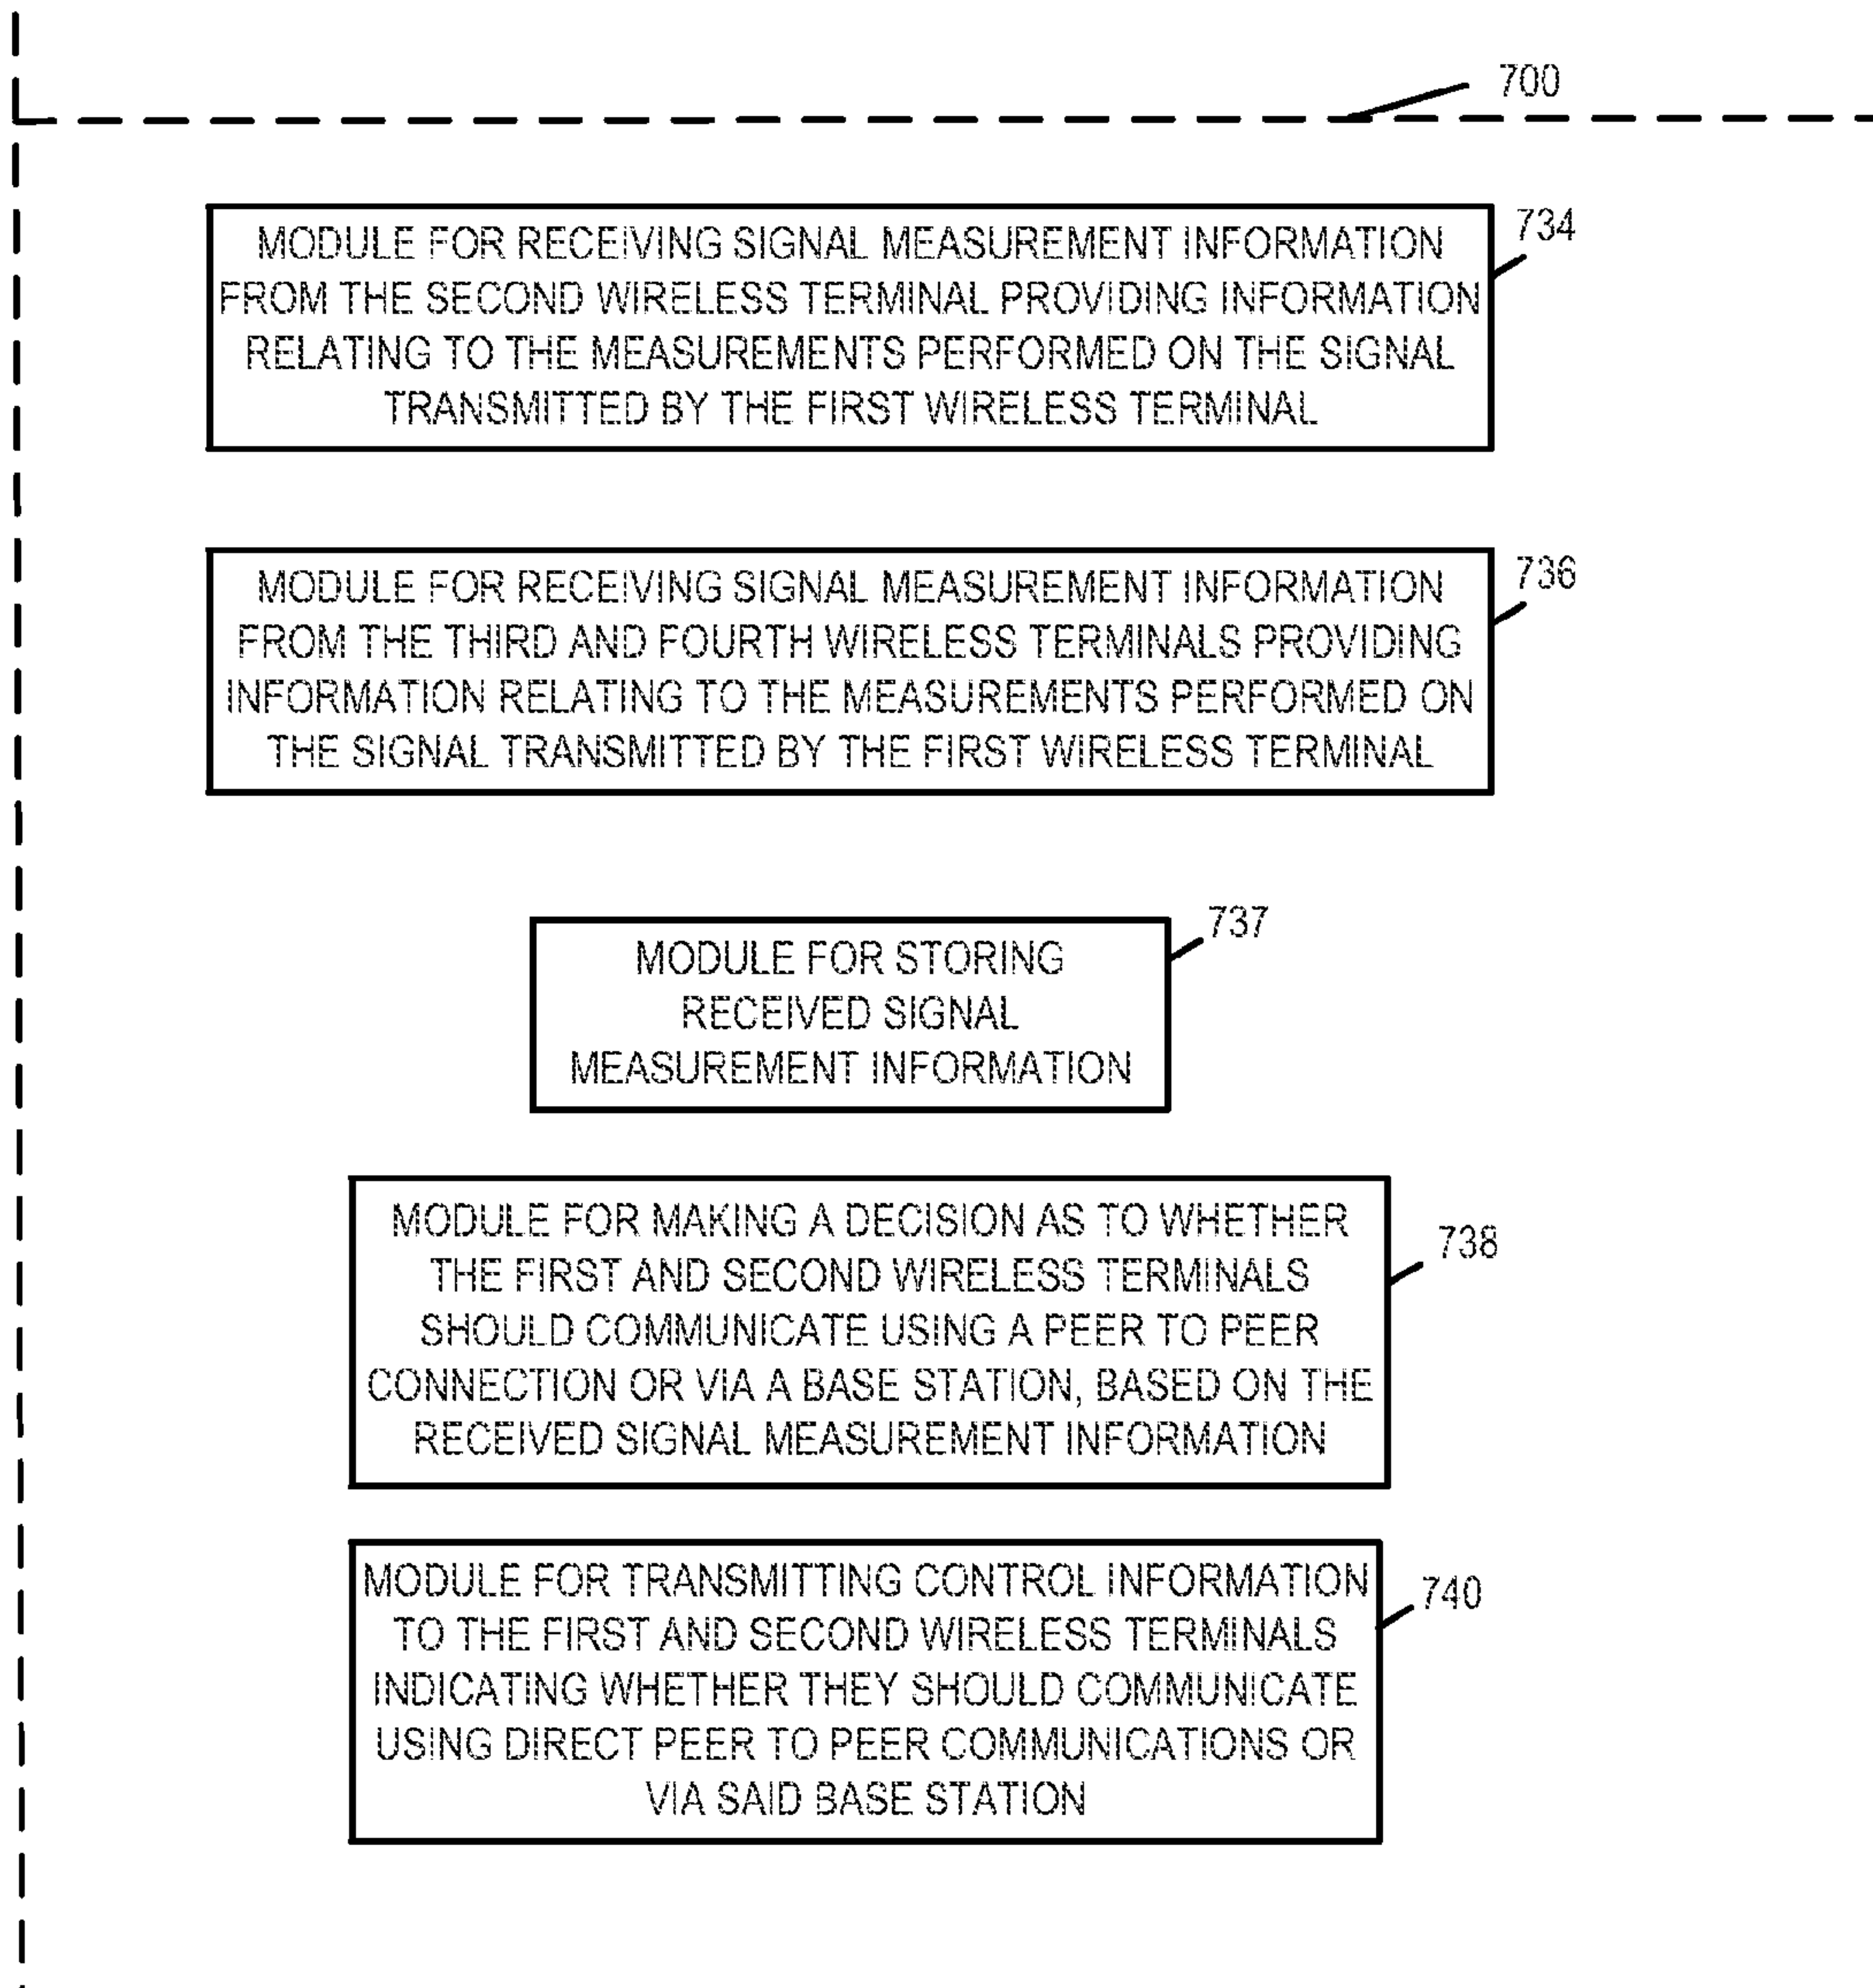 700
734
MODULE FOR RECEIVING SIGNAL MEASUREMENT INFORMATION
FROM THE SECOND WIRELESS TERMINAL PROVIDING INFORMATION
RELATING TO THE MEASUREMENTS PERFORMED ON THE SIGNAL
TRANSMITTED BY THE FIRST WIRELESS TERMINAL
736
MODULE FOR RECEIVING SIGNAL MEASUREMENT INFORMATION
FROM THE THIRD AND FOURTH WIRELESS TERMINALS PROVIDING
INFORMATION RELATING TO THE MEASUREMENTS PERFORMED ON
THE SIGNAL TRANSMITTED BY THE FIRST WIRELESS TERMINAL
737
MODULE FOR STORING
RECEIVED SIGNAL
MEASUREMENT INFORMATION
738
MODULE FOR MAKING A DECISION AS TO WHETHER
THE FIRST AND SECOND WIRELESS TERMINALS
SHOULD COMMUNICATE USING A PEER TO PEER
CONNECTION OR VIA A BASE STATION, BASED ON THE
RECEIVED SIGNAL MEASUREMENT INFORMATION
740
MODULE FOR TRANSMITTING CONTROL INFORMATION
TO THE FIRST AND SECOND WIRELESS TERMINALS
INDICATING WHETHER THEY SHOULD COMMUNICATE
USING DIRECT PEER TO PEER COMMUNICATIONS OR
VIA SAID BASE STATION